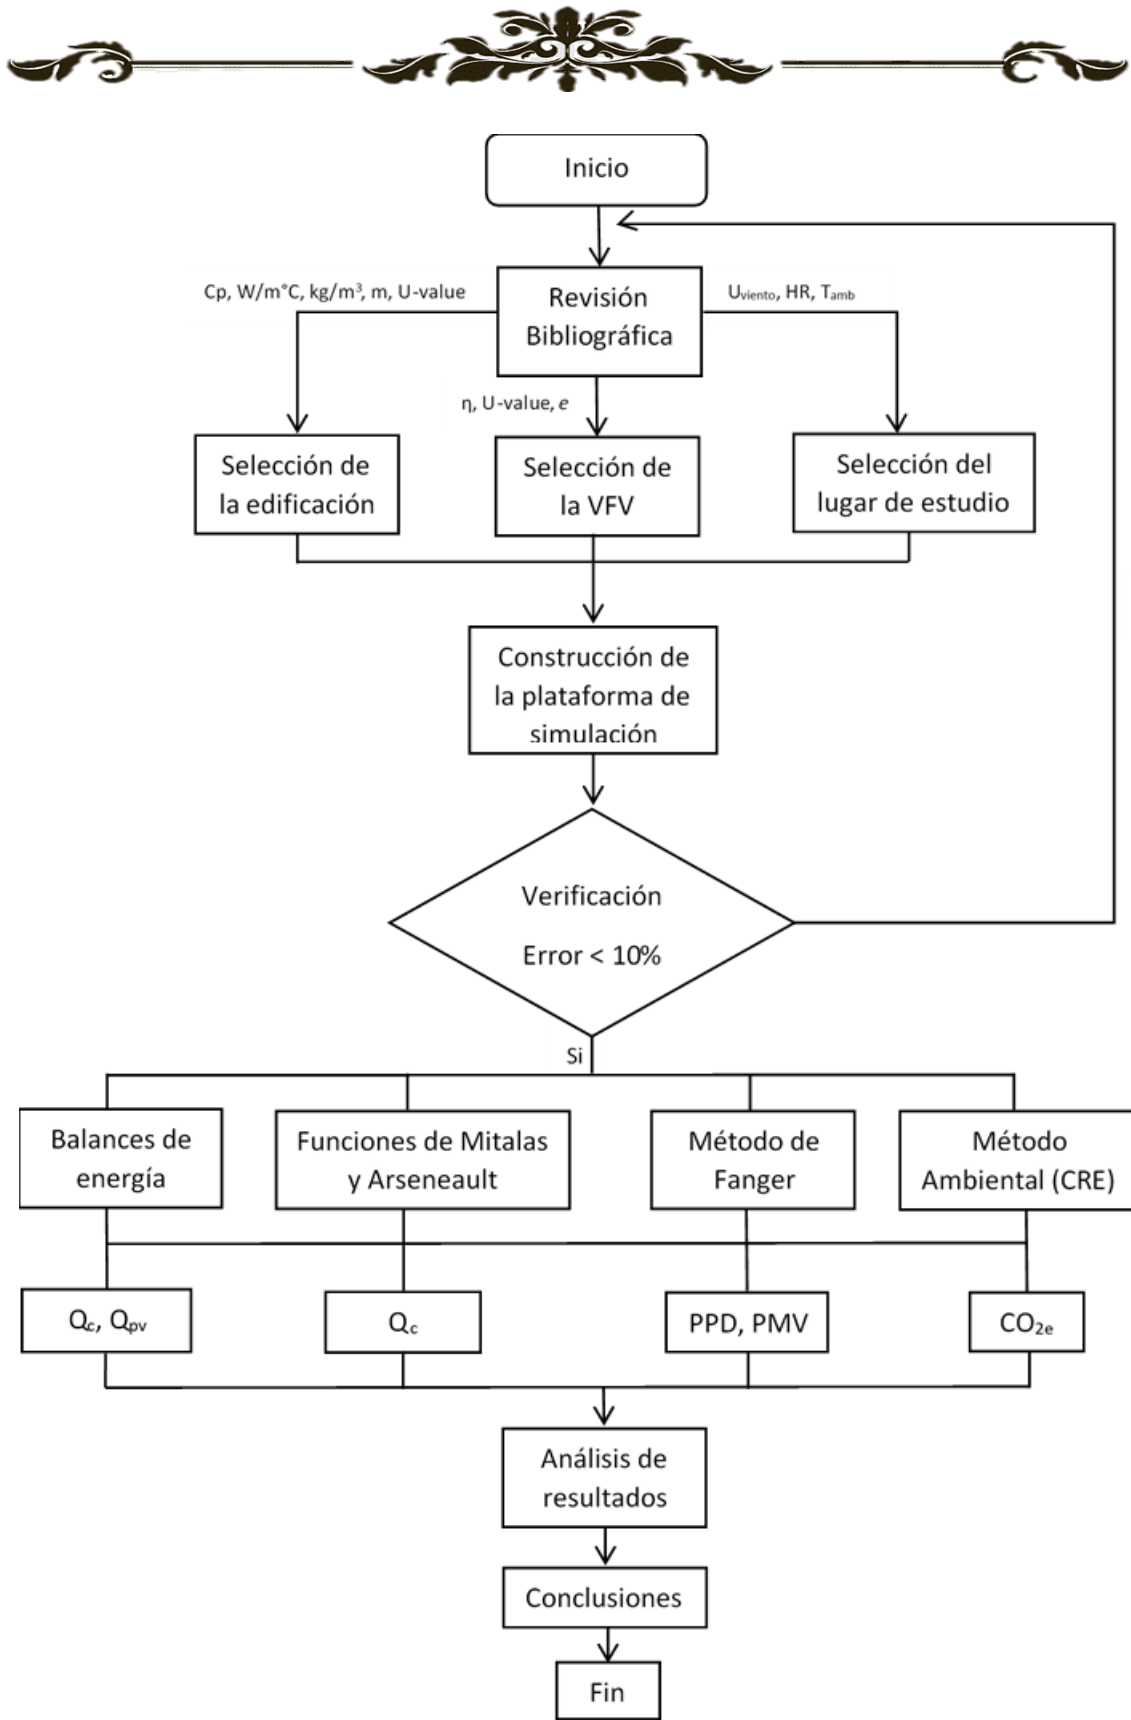 Inicio
Cp, W/m°C, kg/m³, m, U-value
Revisión
Bibliográfica
Uviento, HR, Tamb
η, U-value, e
Selección de
la edificación
Selección de
la VFV
Selección del
lugar de estudio
Construcción de
la plataforma de
simulación
Verificación
Error < 10%
Si
Balances de
energía
Funciones de Mitalas
y Arseneault
Método de
Fanger
Método
Ambiental (CRE)
Qc, Qpv
Qc
PPD, PMV
CO2e
Análisis de
resultados
Conclusiones
Fin